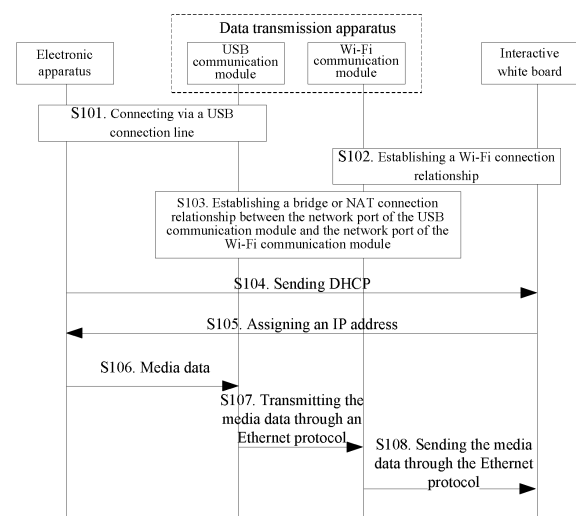 Data transmission apparatus
Electronic
apparatus
USB
communication
module
Wi-Fi
communication
module
Interactive
white board
S101. Connecting via a USB
connection line
S102. Establishing a Wi-Fi connection
relationship
S103. Establishing a bridge or NAT connection
relationship between the network port of the USB
communication module and the network port of the
Wi-Fi communication module
S104. Sending DHCP
S105. Assigning an IP address
S106. Media data
S107. Transmitting the
media data through an
Ethernet protocol
S108. Sending the media
data through the Ethernet
protocol